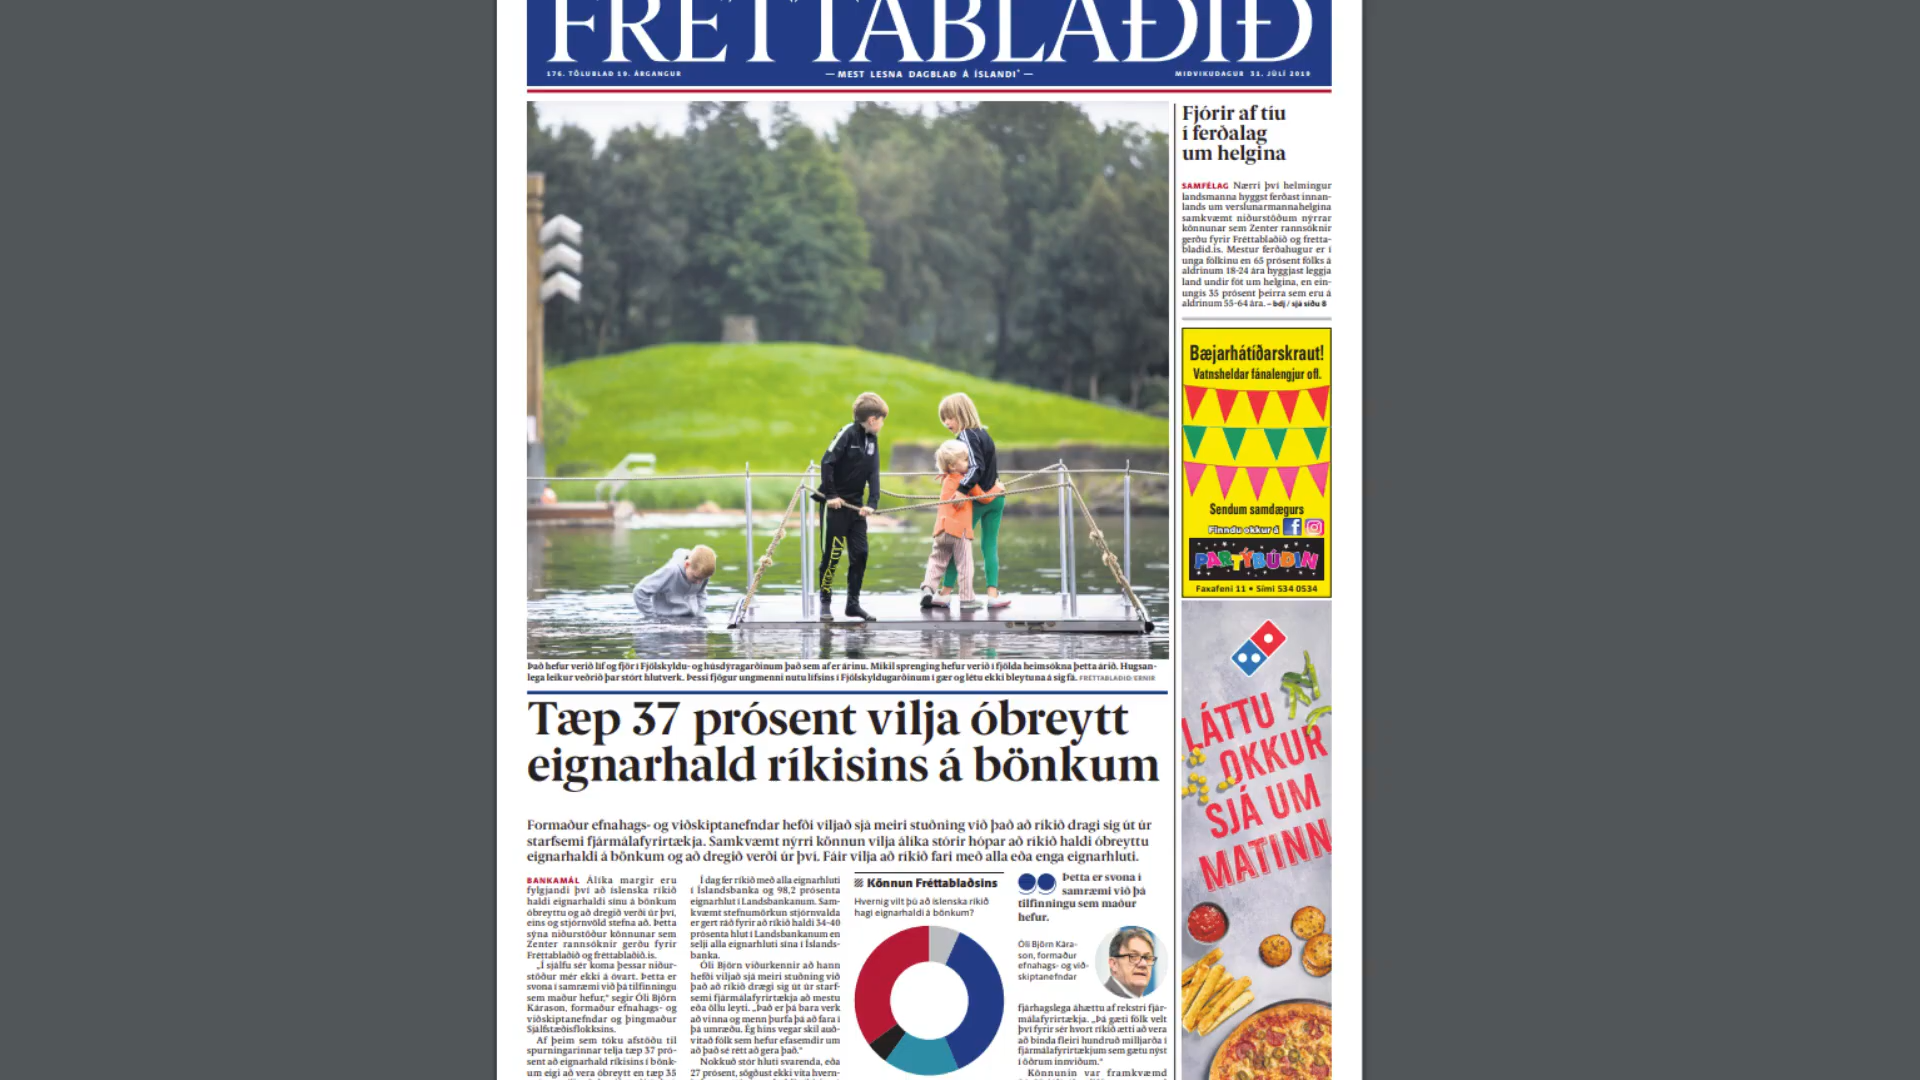 FRÉTTABLAÐIÐ
176. TÖLUBLAÐ 19. ÁRGANGUR
— MEST LESNA DAGBLAÐ Á ÍSLANDI* —
MIÐVIKUDAGUR 31. JÚLÍ 2019
Það hefur verið líf og fjör í Fjölskyldu- og húsdýragarðinum það sem af er árinu. Mikil sprenging hefur verið í fjölda heimsókna þetta árið. Hugsan-
lega leikur veðrið þar stórt hlutverk. Þessi fjögur ungmenni nutu lífsins í Fjölskyldugarðinum í gær og létu ekki bleytuna á sig fá. FRÉTTABLAÐIÐ/ERNIR
Tæp 37 prósent vilja óbreytt
eignarhald ríkisins á bönkum
Formaður efnahags- og viðskiptanefndar hefði viljað sjá meiri stuðning við það að ríkið dragi sig út úr
starfsemi fjármálafyrirtækja. Samkvæmt nýrri könnun vilja álíka stórir hópar að ríkið haldi óbreyttu
eignarhaldi á bönkum og að dregið verði úr því. Fáir vilja að ríkið fari með alla eða enga eignarhluti.
BANKAMÁL Álíka margir eru
fylgjandi því að íslenska ríkið
haldi eignarhaldi sínu á bönkum
óbreyttu og að dregið verði úr því,
eins og stjórnvöld stefna að. Þetta
sýna niðurstöður könnunar sem
Zenter rannsóknir gerðu fyrir
Fréttablaðið og fréttablaðið.is.
„Í sjálfu sér koma þessar niður-
stöður mér ekki á óvart. Þetta er
svona í samræmi við þá tilfinningu
sem maður hefur,“ segir Óli Björn
Kárason, formaður efnahags- og
viðskiptanefndar og þingmaður
Sjálfstæðisflokksins.
Af þeim sem tóku afstöðu til
spurningarinnar telja tæp 37 pró-
sent að eignarhald ríkisins í bönk-
um eigi að vera óbreytt en tæp 35
Í dag fer ríkið með alla eignarhluti
í Íslandsbanka og 98,2 prósenta
eignarhlut í Landsbankanum. Sam-
kvæmt stefnumörkun stjórnvalda
er gert ráð fyrir að ríkið haldi 34-40
prósenta hlut í Landsbankanum en
selji alla eignarhluti sína í Íslands-
banka.
Óli Björn viðurkennir að hann
hefði viljað sjá meiri stuðning við
það að ríkið drægi sig út úr starf-
semi fjármálafyrirtækja að mestu
eða öllu leyti. „Það er þá bara verk
að vinna og menn þurfa þá að fara í
þá umræðu. Ég hins vegar skil auð-
vitað fólk sem hefur efasemdir um
að það sé rétt að gera það.“
Nokkuð stór hluti svarenda, eða
27 prósent, sögðust ekki vita hvern-
Könnun Fréttablaðsins
Hvernig vilt þú að íslenska ríkið
hagi eignarhaldi á bönkum?
Þetta er svona í
samræmi við þá
tilfinningu sem maður
hefur.
Óli Björn Kára-
son, formaður
efnahags- og við-
skiptanefndar
fjárhagslega áhættu af rekstri fjár-
málafyrirtækja. „Þá gæti fólk velt
því fyrir sér hvort ríkið ætti að vera
að binda fleiri hundruð milljarða í
fjármálafyrirtækjum sem gætu nýst
í öðrum innviðum.“
Könnunin var framkvæmd
Fjórir af tíu
í ferðalag
um helgina
SAMFÉLAG Nærri því helmingur
landsmanna hyggst ferðast innan-
lands um verslunarmannahelgina
samkvæmt niðurstöðum nýrrar
könnunar sem Zenter rannsóknir
gerðu fyrir Fréttablaðið og fretta-
bladid.is. Mestur ferðahugur er í
unga fólkinu en 65 prósent fólks á
aldrinum 18-24 ára hyggjast leggja
land undir fót um helgina, en ein-
ungis 35 prósent þeirra sem eru á
aldrinum 55-64 ára. – bdj / sjá síðu 8
Bæjarhátíðarskraut!
Vatnsheldar fánalengjur ofl.
Sendum samdægurs
Finndu okkur á
PARTÝBÚÐIN
Faxafeni 11 • Sími 534 0534
LÁTTU
OKKUR
SJÁ UM
MATINN